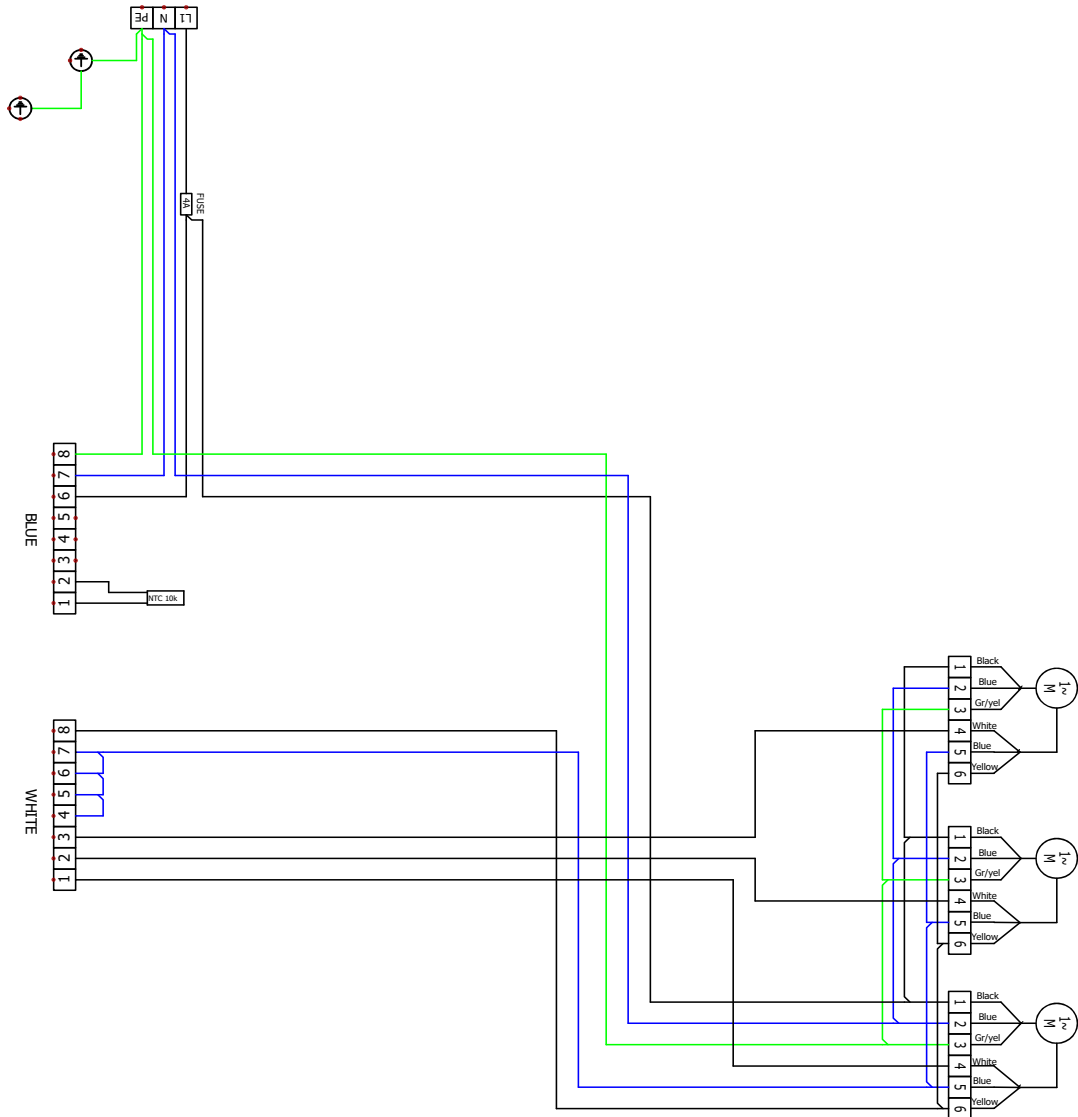 PE N L1
FUSE
4A
8
7
6
5
4
3
2
1
BLUE
NTC 10k
8
7
6
5
4
3
2
1
WHITE
1 Black
2 Blue
3 Gr/yel
4 White
5 Blue
6 Yellow
1~
M
1 Black
2 Blue
3 Gr/yel
4 White
5 Blue
6 Yellow
1~
M
1 Black
2 Blue
3 Gr/yel
4 White
5 Blue
6 Yellow
1~
M